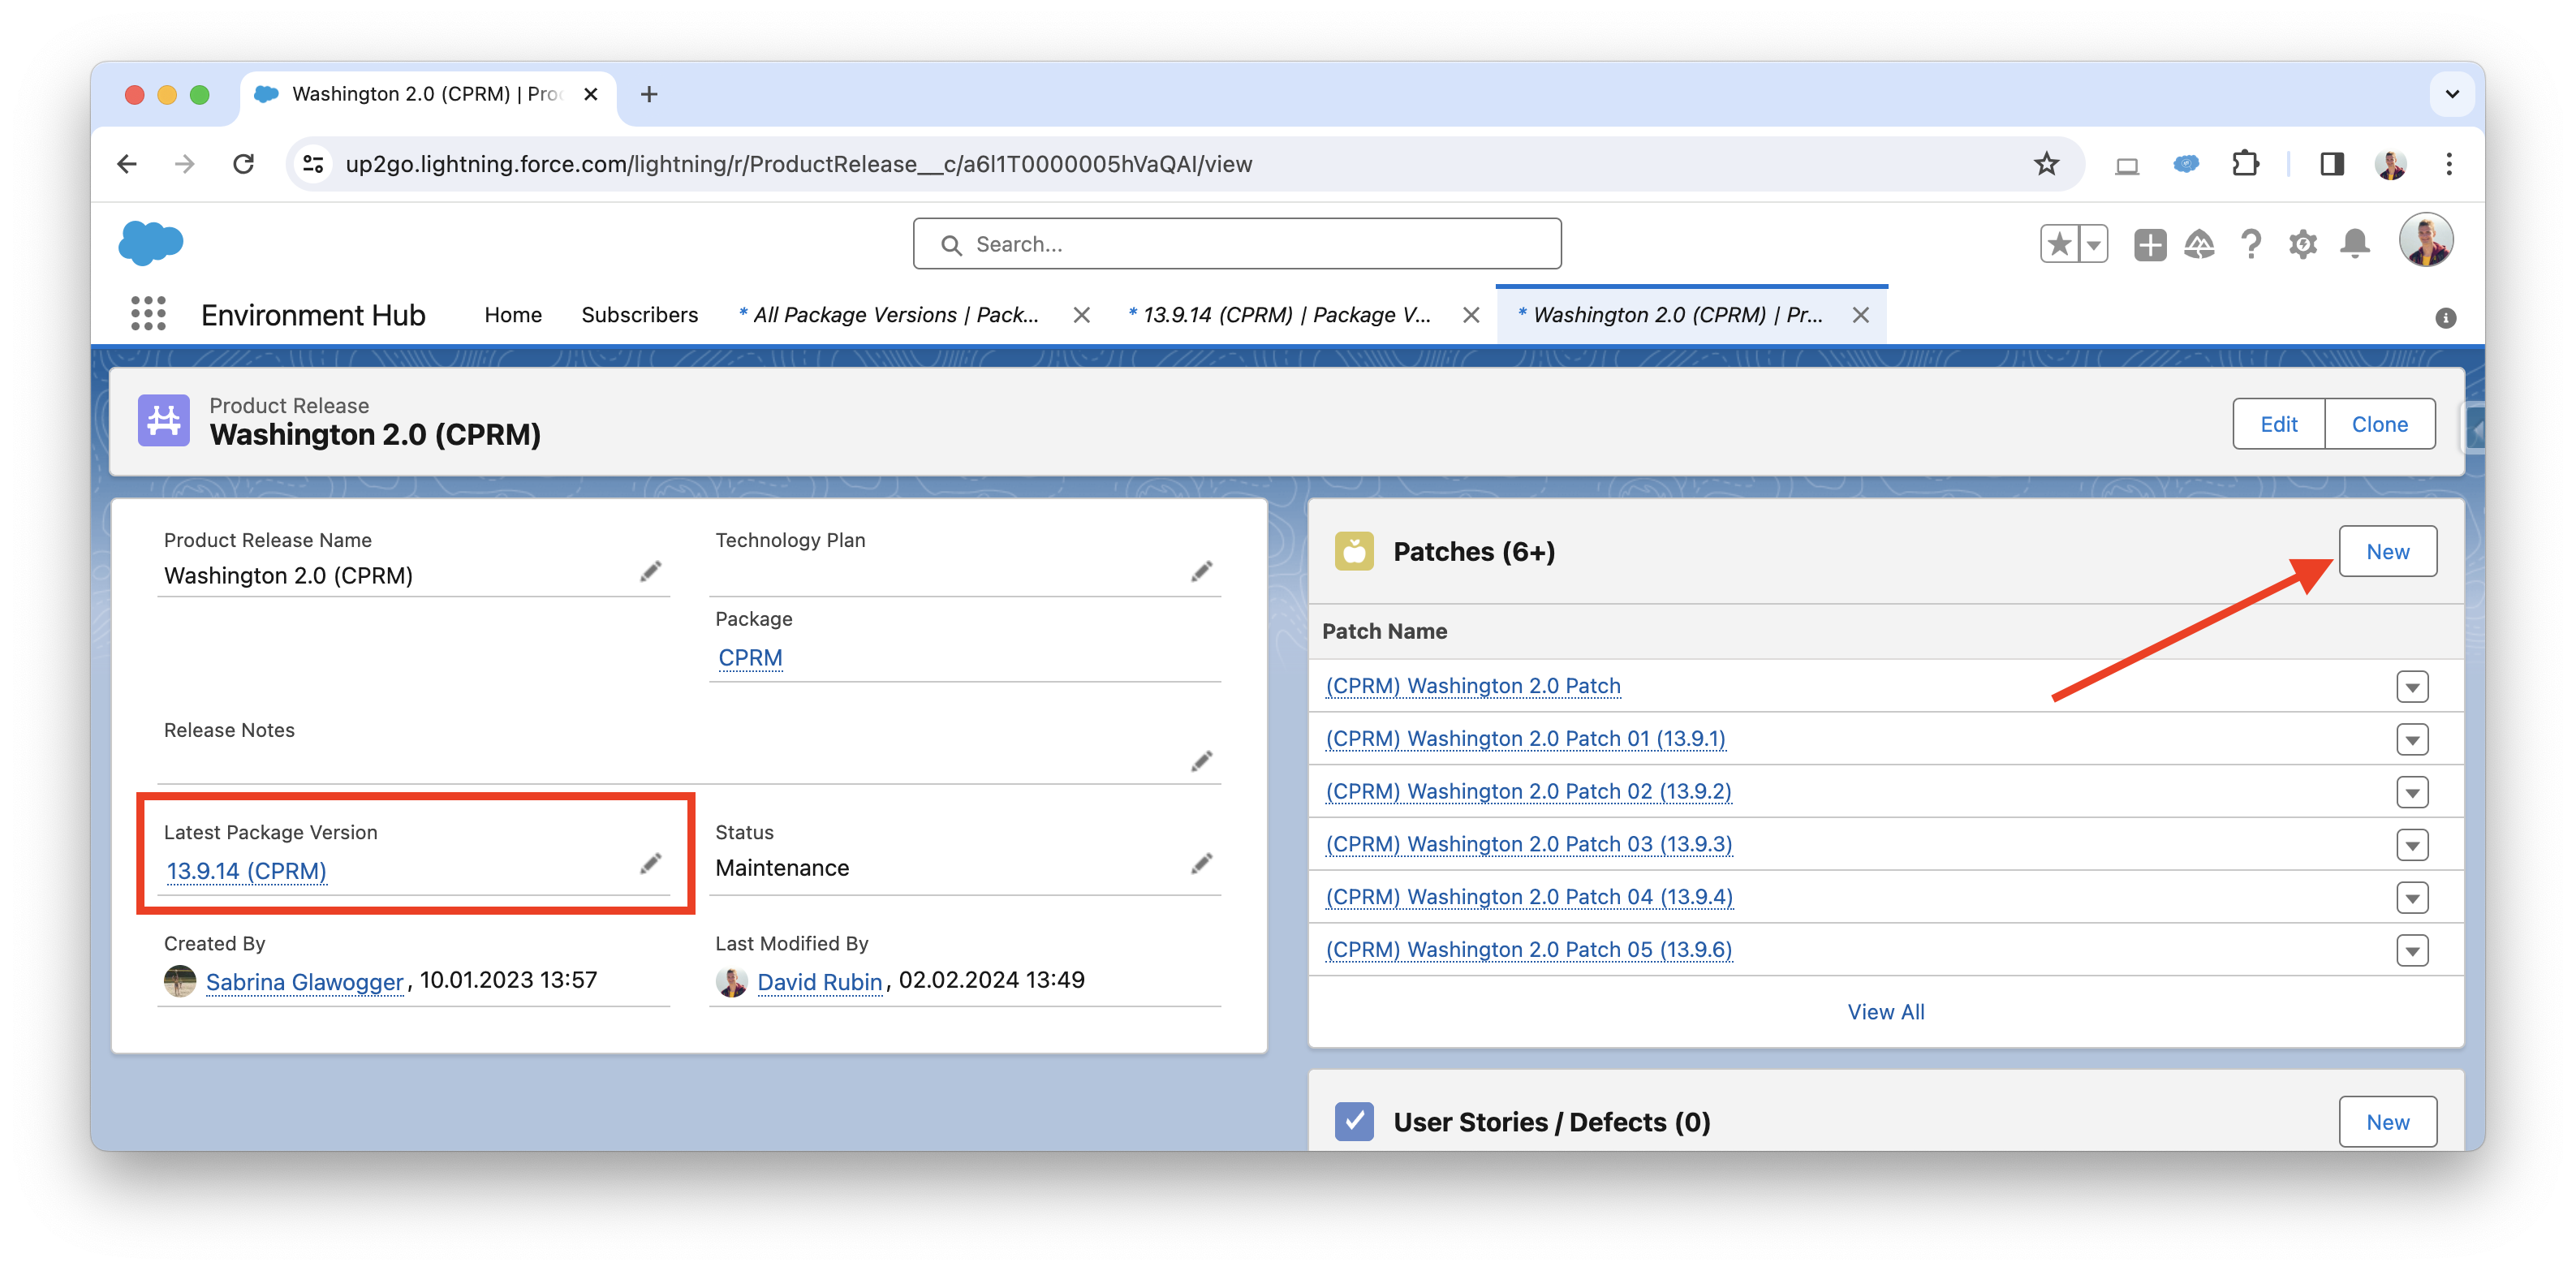 Washington 2.0 (CPRM) | Pro
up2go.lightning.force.com/lightning/r/ProductRelease__c/a6I1T0000005hVaQAI/view
Search...
Environment Hub
Home
Subscribers
* All Package Versions | Pack...
* 13.9.14 (CPRM) | Package V...
* Washington 2.0 (CPRM) | Pr...
Product Release
Washington 2.0 (CPRM)
Edit
Clone
Product Release Name
Washington 2.0 (CPRM)
Technology Plan
Package
CPRM
Release Notes
Latest Package Version
13.9.14 (CPRM)
Status
Maintenance
Created By
Sabrina Glawogger, 10.01.2023 13:57
Last Modified By
David Rubin, 02.02.2024 13:49
Patches (6+)
New
Patch Name
(CPRM) Washington 2.0 Patch
(CPRM) Washington 2.0 Patch 01 (13.9.1)
(CPRM) Washington 2.0 Patch 02 (13.9.2)
(CPRM) Washington 2.0 Patch 03 (13.9.3)
(CPRM) Washington 2.0 Patch 04 (13.9.4)
(CPRM) Washington 2.0 Patch 05 (13.9.6)
View All
User Stories / Defects (0)
New